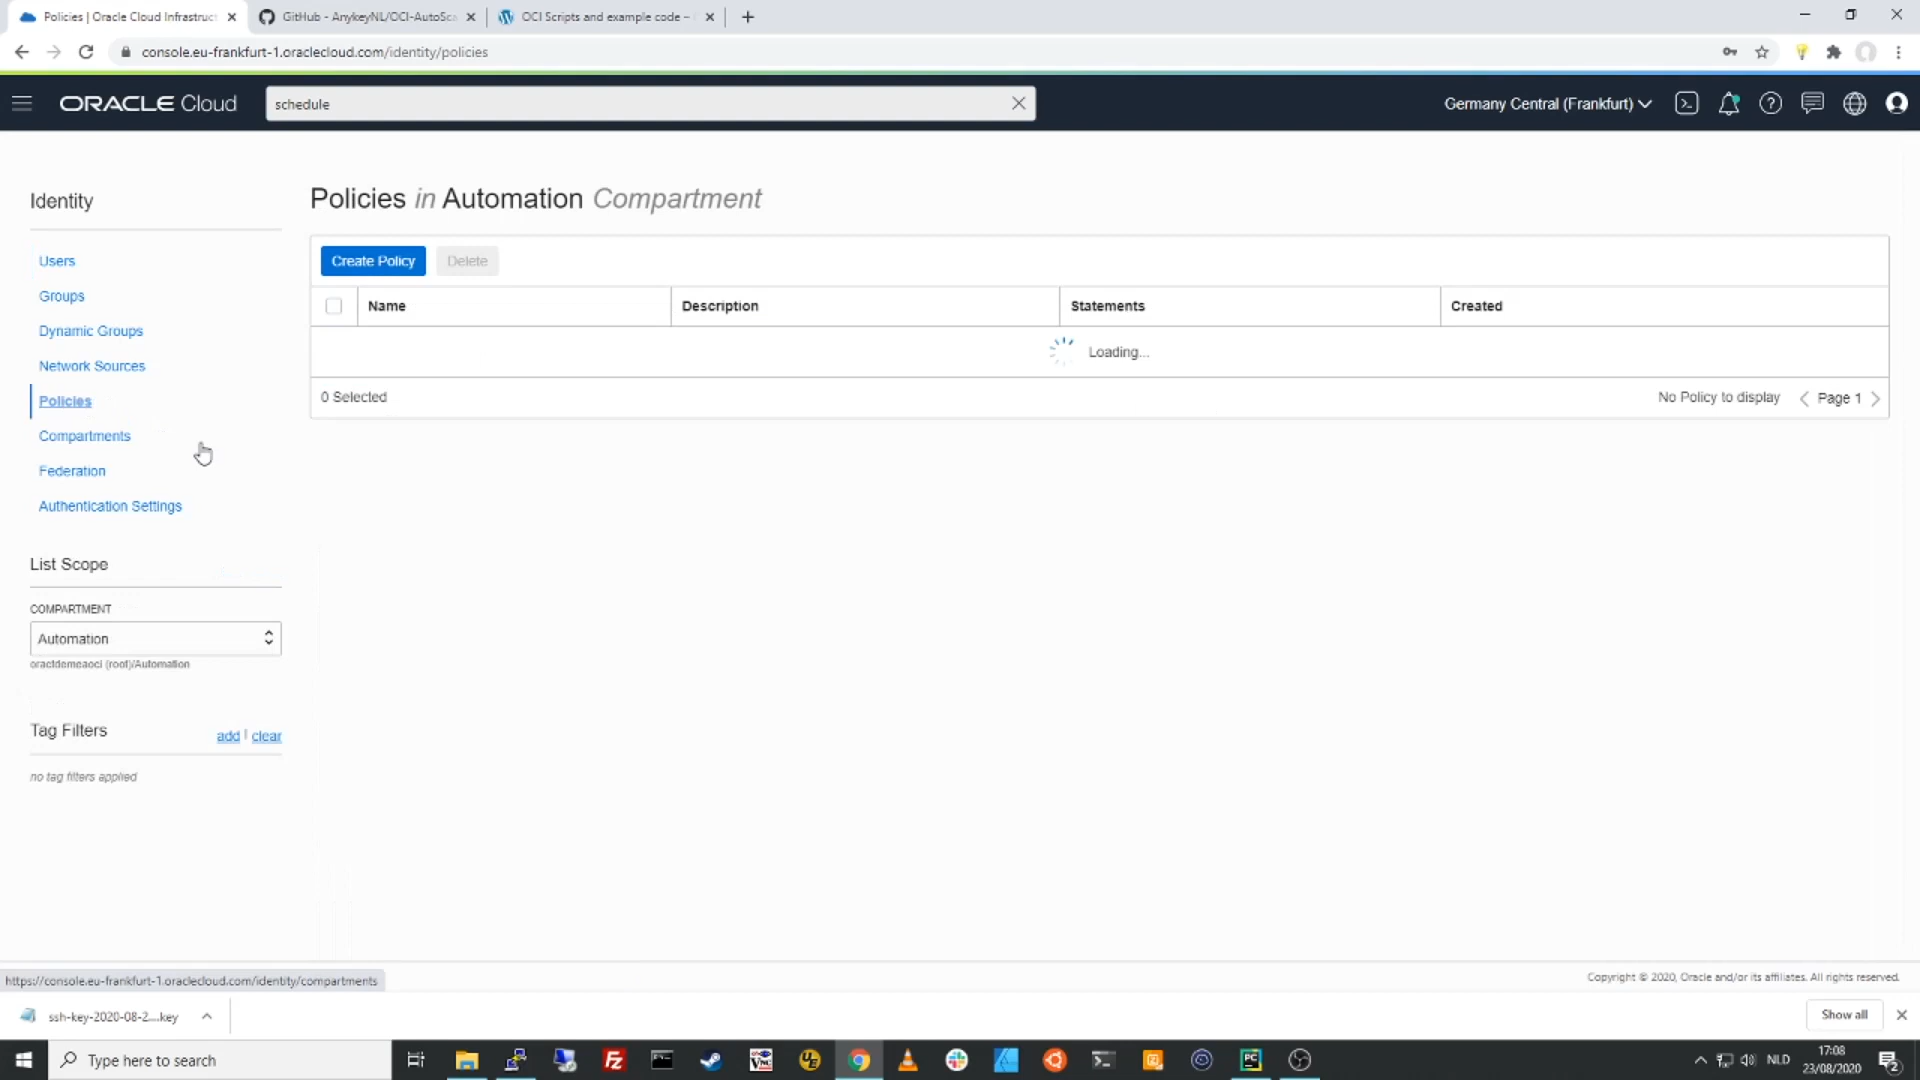 Policies | Oracle Cloud Infrastruct
GitHub - AnykeyNL/OCI-AutoSca
OCI Scripts and example code –
console.eu-frankfurt-1.oraclecloud.com/identity/policies
ORACLE Cloud
schedule
Germany Central (Frankfurt)
Identity
Users
Groups
Dynamic Groups
Network Sources
Policies
Compartments
Federation
Authentication Settings
List Scope
COMPARTMENT
Automation
oractdemeaoci (root)/Automation
Tag Filters
add | clear
no tag filters applied
Policies in Automation Compartment
Create Policy
Delete
Name
Description
Statements
Created
Loading...
0 Selected
No Policy to display
Page 1
https://console.eu-frankfurt-1.oraclecloud.com/identity/compartments
Copyright © 2020, Oracle and/or its affiliates. All rights reserved.
ssh-key-2020-08-2....key
Show all
Type here to search
NLD
17:08
23/08/2020
2